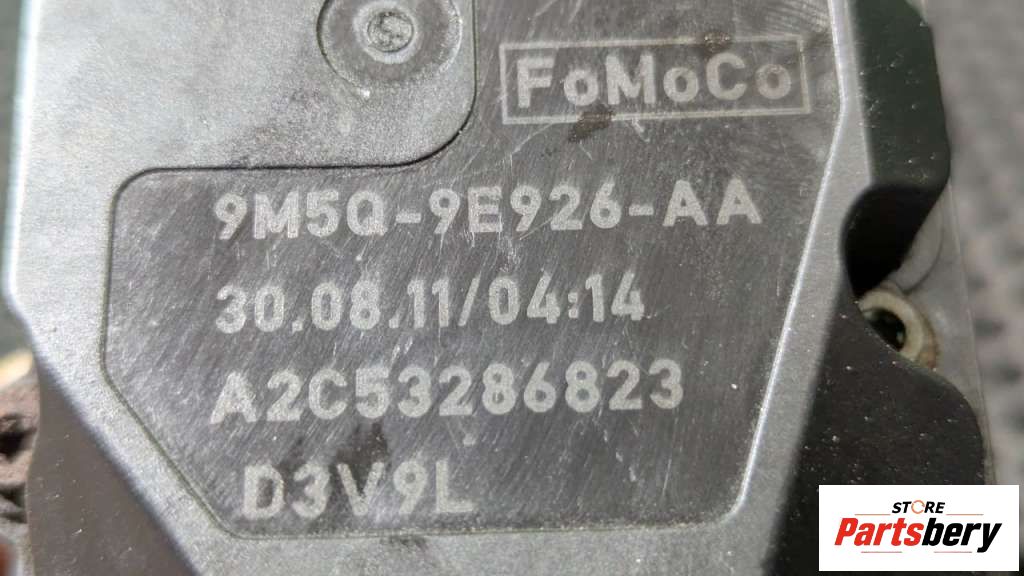 FoMoCo
9M5Q-9E926-AA
30.08.11/04:14
A2C53286823
D3V9L
STORE
Partsbery